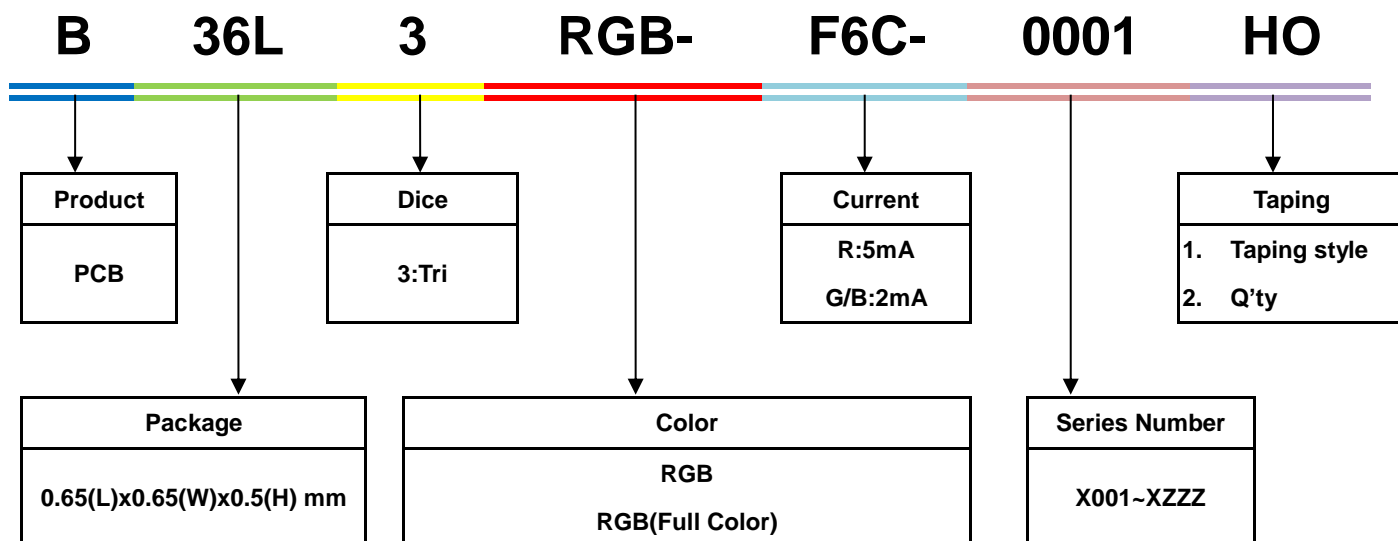 B 36L 3 RGB- F6C- 0001 HO
Product
PCB
Dice
3:Tri
Current
R:5mA
G/B:2mA
Taping
1. Taping style
2. Q’ty
Package
0.65(L)x0.65(W)x0.5(H) mm
Color
RGB
RGB(Full Color)
Series Number
X001~XZZZ